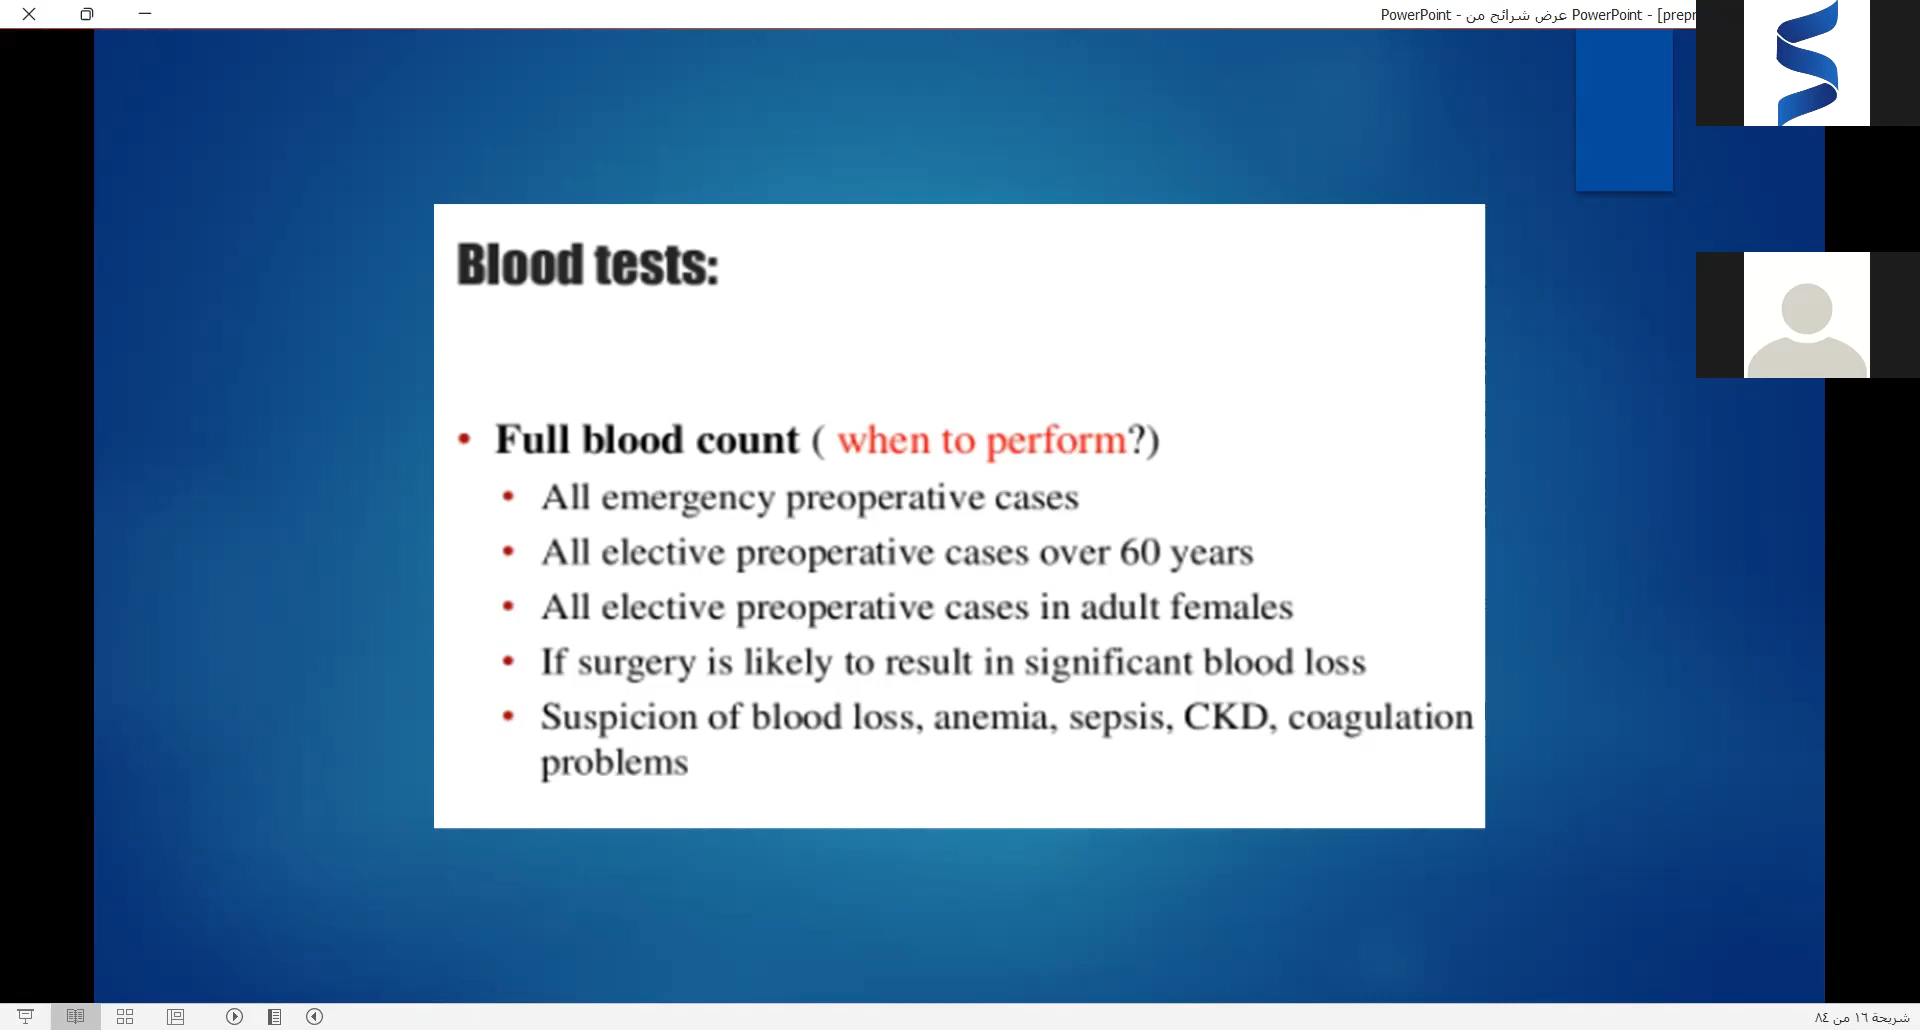 PowerPoint - عرض شرائح من PowerPoint - [prepr
Blood tests:
• Full blood count ( when to perform?)
• All emergency preoperative cases
• All elective preoperative cases over 60 years
• All elective preoperative cases in adult females
• If surgery is likely to result in significant blood loss
• Suspicion of blood loss, anemia, sepsis, CKD, coagulation
problems
شريحة ١٦ من ٨٤